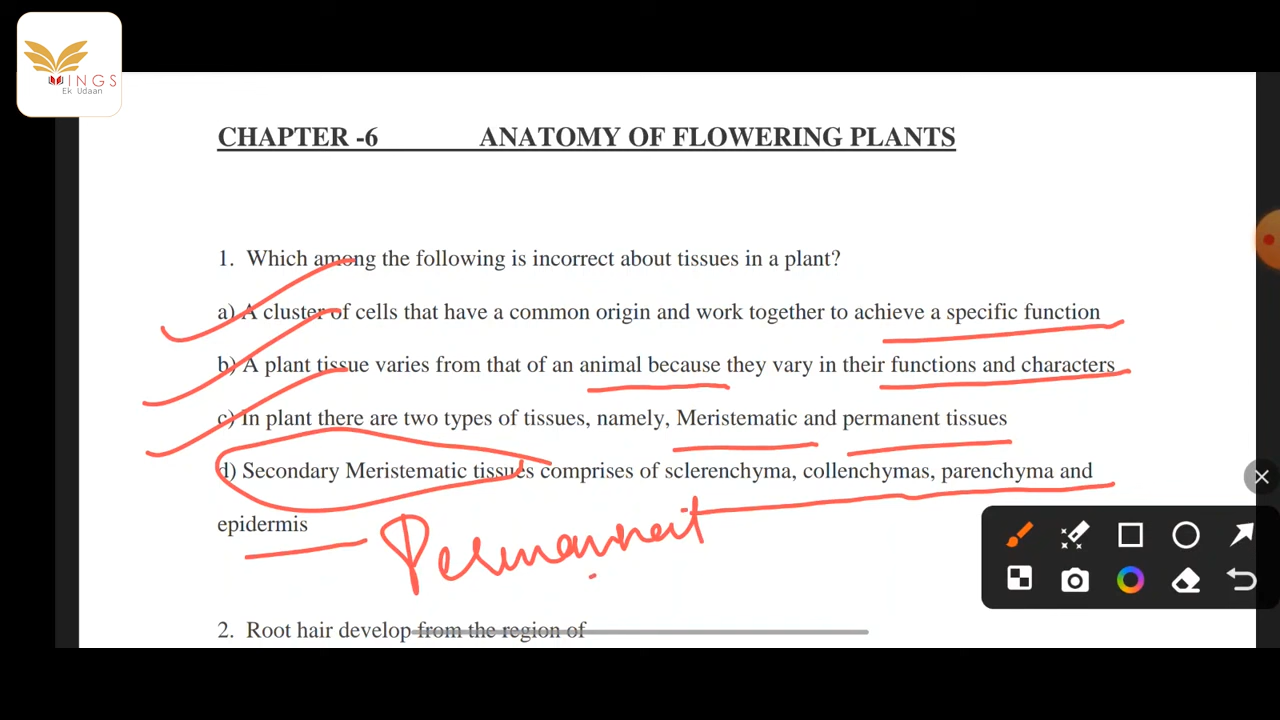 WINGS
Ek Udaan
CHAPTER -6 ANATOMY OF FLOWERING PLANTS
1. Which among the following is incorrect about tissues in a plant?
a) A cluster of cells that have a common origin and work together to achieve a specific function
b) A plant tissue varies from that of an animal because they vary in their functions and characters
c) In plant there are two types of tissues, namely, Meristematic and permanent tissues
d) Secondary Meristematic tissues comprises of sclerenchyma, collenchymas, parenchyma and
epidermis
Permanent
2. Root hair develop from the region of